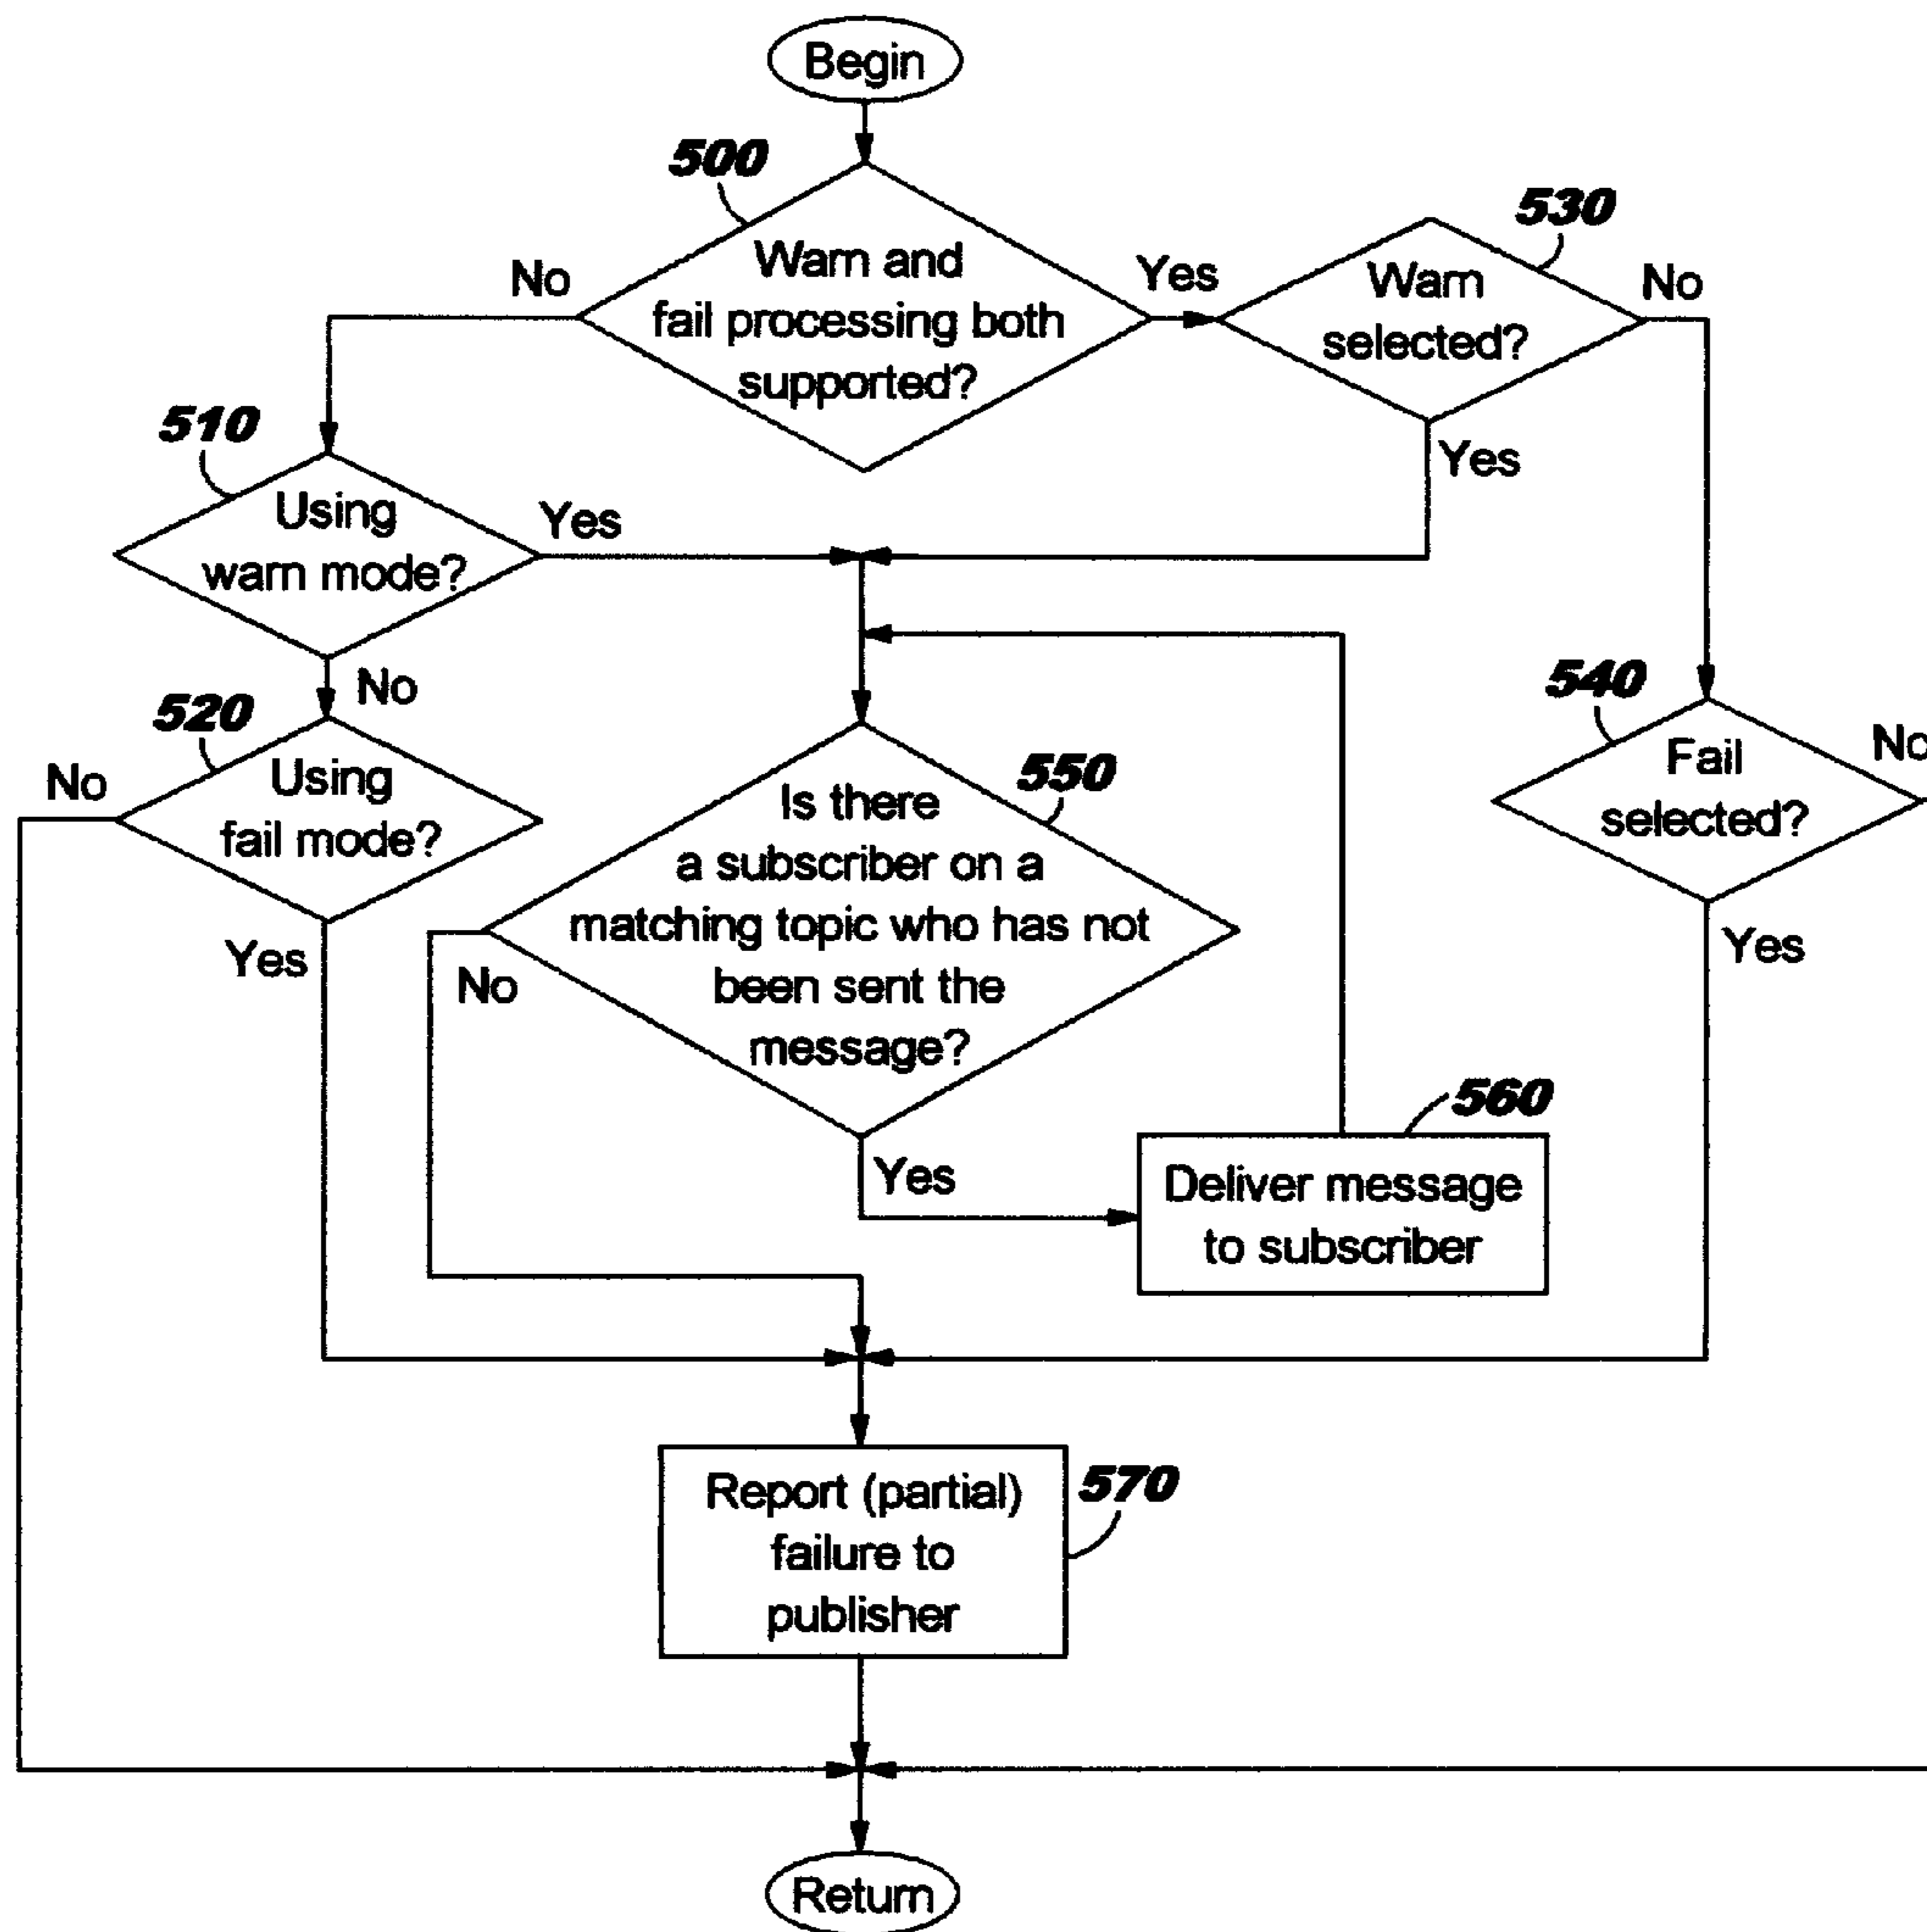 Begin
500
Warn and
fail processing both
supported?
No
Yes
530
Warn
selected?
No
Yes
510
Using
warn mode?
Yes
No
520
Using
fail mode?
No
Yes
550
Is there
a subscriber on a
matching topic who has not
been sent the
message?
No
Yes
540
Fail
selected?
No
Yes
560
Deliver message
to subscriber
Report (partial)
failure to
publisher
570
Return